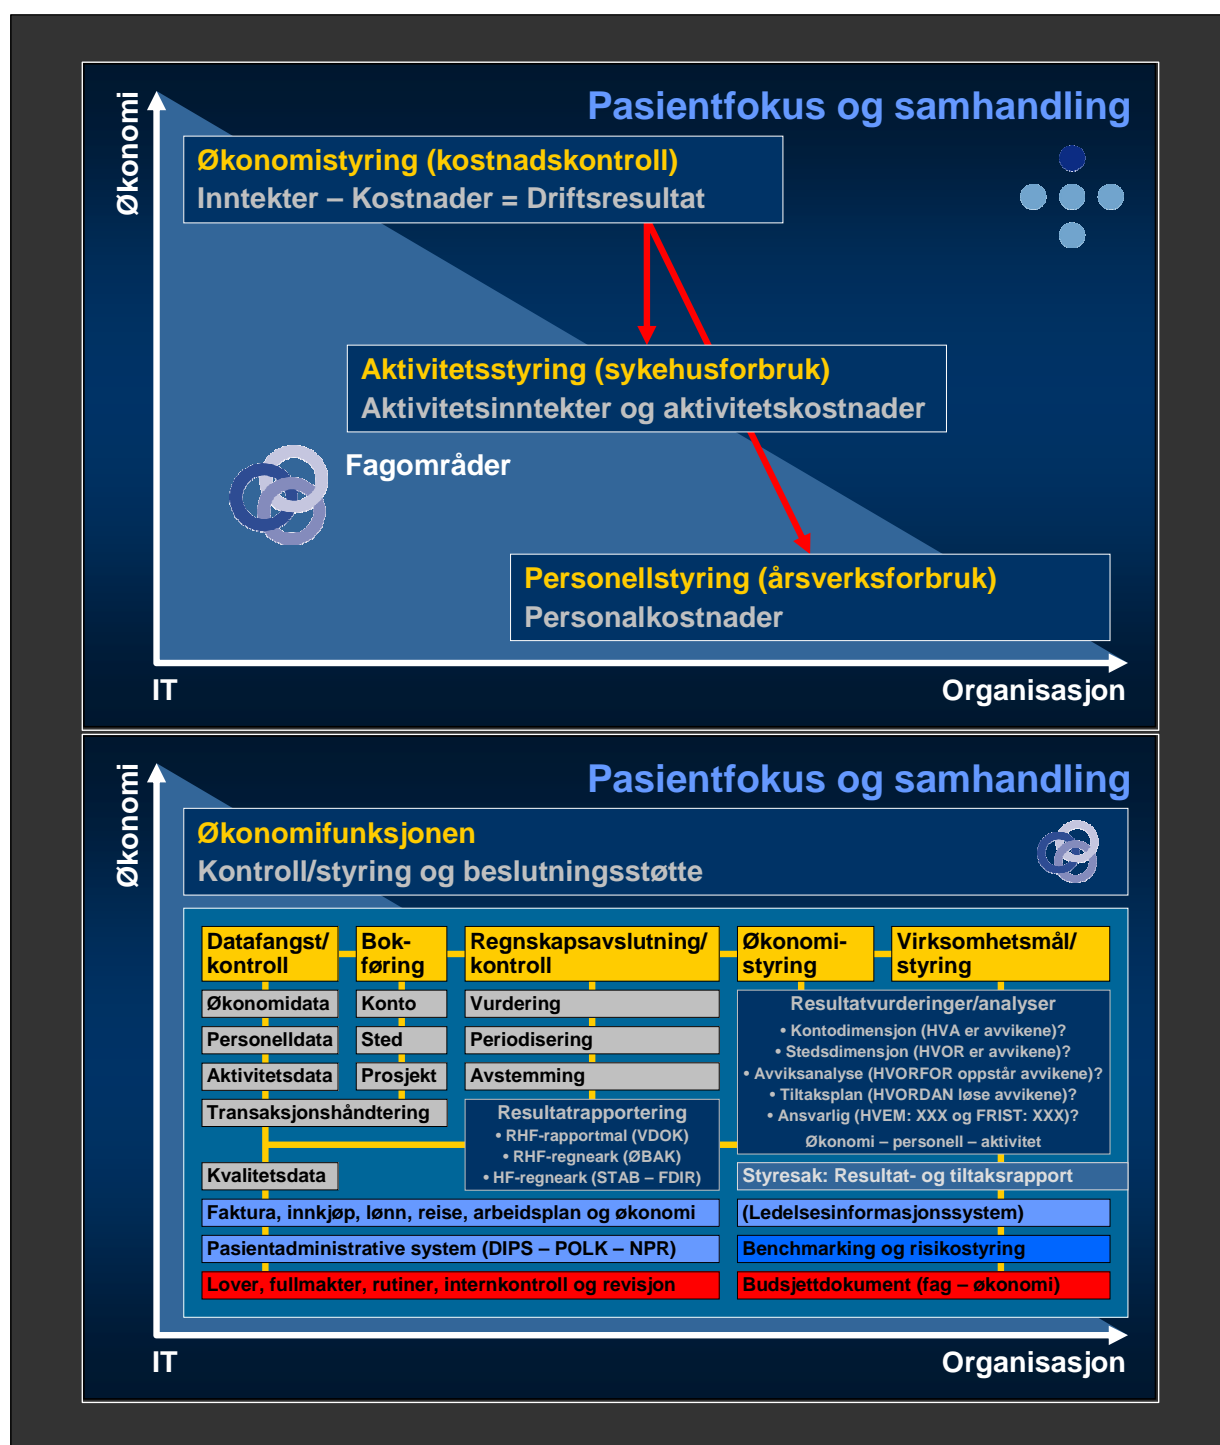 Økonomi
Pasientfokus og samhandling
Økonomistyring (kostnadskontroll)
Inntekter – Kostnader = Driftsresultat
Aktivitetsstyring (sykehusforbruk)
Aktivitetsinntekter og aktivitetskostnader
Fagområder
Personellstyring (årsverksforbruk)
Personalkostnader
IT
Organisasjon
Økonomi
Pasientfokus og samhandling
Økonomifunksjonen
Kontroll/styring og beslutningsstøtte
Datafangst/
kontroll
Bok-
føring
Regnskapsavslutning/
kontroll
Økonomi-
styring
Virksomhetsmål/
styring
Økonomidata
Konto
Vurdering
Personelldata
Sted
Periodisering
Aktivitetsdata
Prosjekt
Avstemming
Transaksjonshåndtering
Resultatrapportering
• RHF-rapportmal (VDOK)
• RHF-regneark (ØBAK)
• HF-regneark (STAB – FDIR)
Resultatvurderinger/analyser
• Kontodimensjon (HVA er avvikene)?
• Stedsdimensjon (HVOR er avvikene)?
• Avviksanalyse (HVORFOR oppstår avvikene)?
• Tiltaksplan (HVORDAN løse avvikene)?
• Ansvarlig (HVEM: XXX og FRIST: XXX)?
Økonomi – personell – aktivitet
Kvalitetsdata
Styresak: Resultat- og tiltaksrapport
Faktura, innkjøp, lønn, reise, arbeidsplan og økonomi
(Ledelsesinformasjonssystem)
Pasientadministrative system (DIPS – POLK – NPR)
Benchmarking og risikostyring
Lover, fullmakter, rutiner, internkontroll og revisjon
Budsjettdokument (fag – økonomi)
IT
Organisasjon